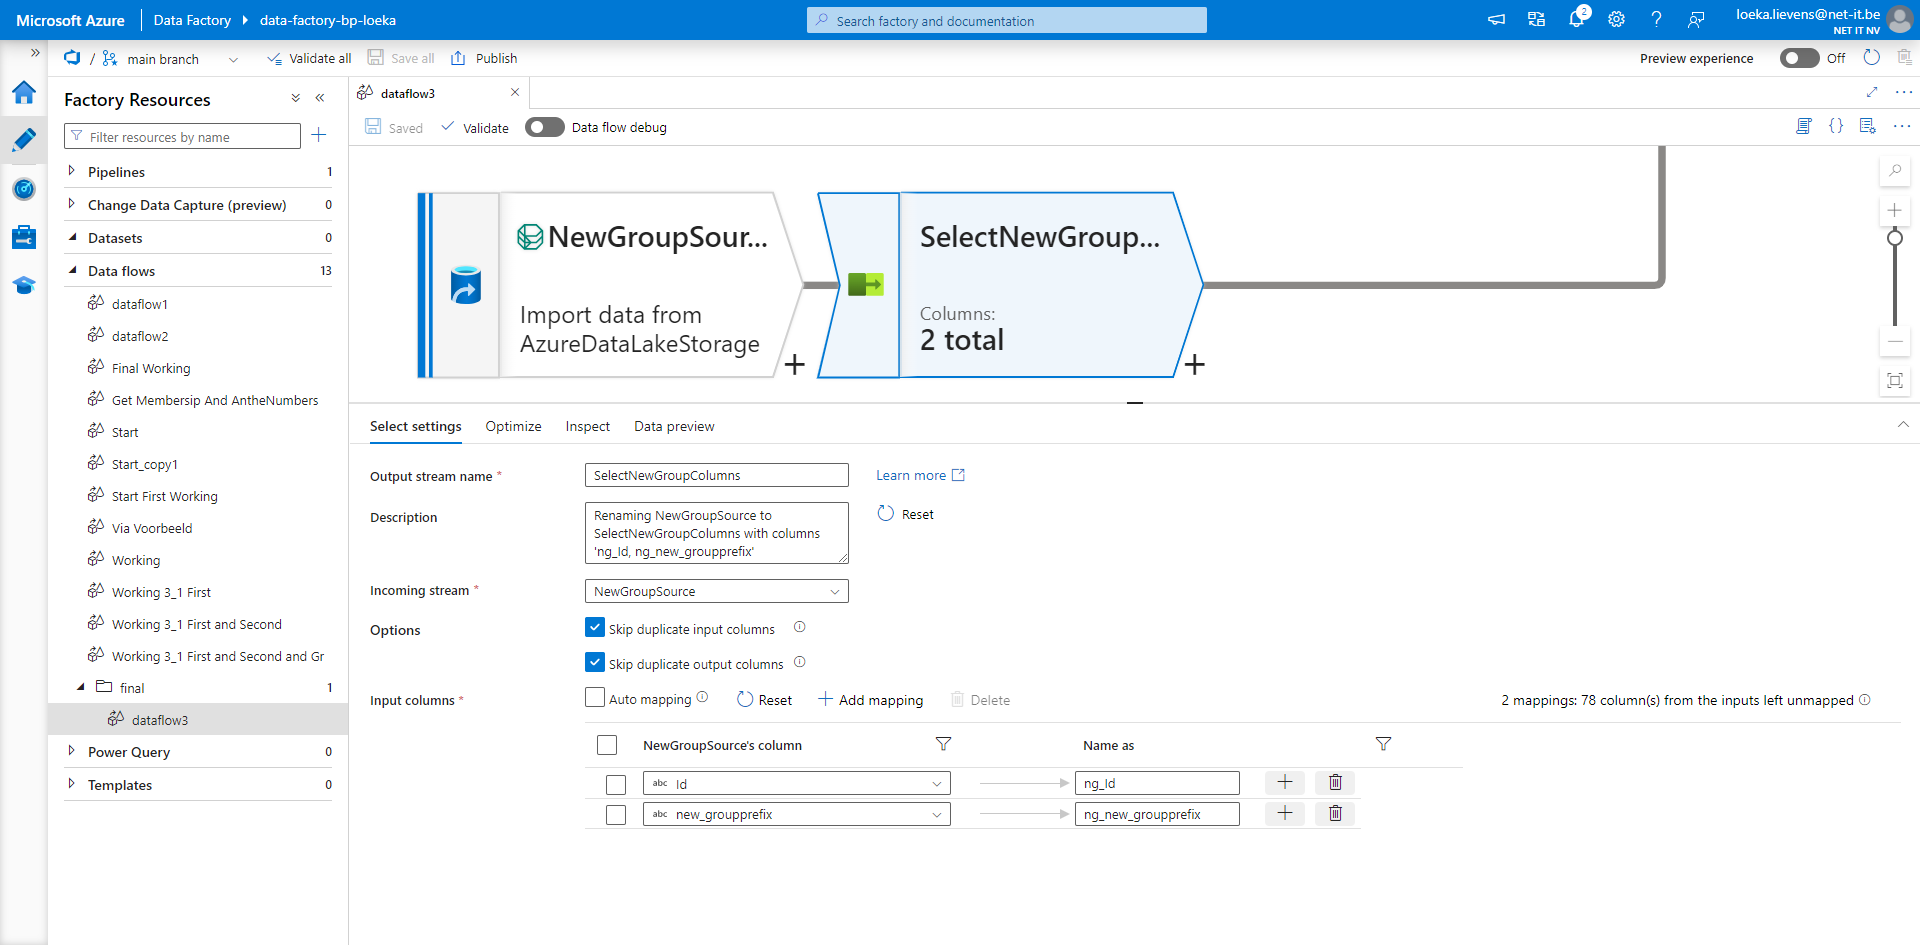 Microsoft Azure
Data Factory
data-factory-bp-loeka
Search factory and documentation
2
loeka.lievens@net-it.be
NET IT NV
/
main branch
Validate all
Save all
Publish
Preview experience
Off
Factory Resources
Filter resources by name
Pipelines 1
Change Data Capture (preview) 0
Datasets 0
Data flows 13
dataflow1
dataflow2
Final Working
Get Membersip And AntheNumbers
Start
Start_copy1
Start First Working
Via Voorbeeld
Working
Working 3_1 First
Working 3_1 First and Second
Working 3_1 First and Second and Gr
final 1
dataflow3
Power Query 0
Templates 0
dataflow3
Saved
Validate
Data flow debug
{}
NewGroupSour...
Import data from
AzureDataLakeStorage
SelectNewGroup...
Columns:
2 total
Select settings
Optimize
Inspect
Data preview
Output stream name *
SelectNewGroupColumns
Learn more
Description
Renaming NewGroupSource to
SelectNewGroupColumns with columns
'ng_Id, ng_new_groupprefix'
Reset
Incoming stream *
NewGroupSource
Options
Skip duplicate input columns
Skip duplicate output columns
Input columns *
Auto mapping
Reset
Add mapping
Delete
2 mappings: 78 column(s) from the inputs left unmapped
NewGroupSource's column
Name as
abc Id
ng_Id
abc new_groupprefix
ng_new_groupprefix